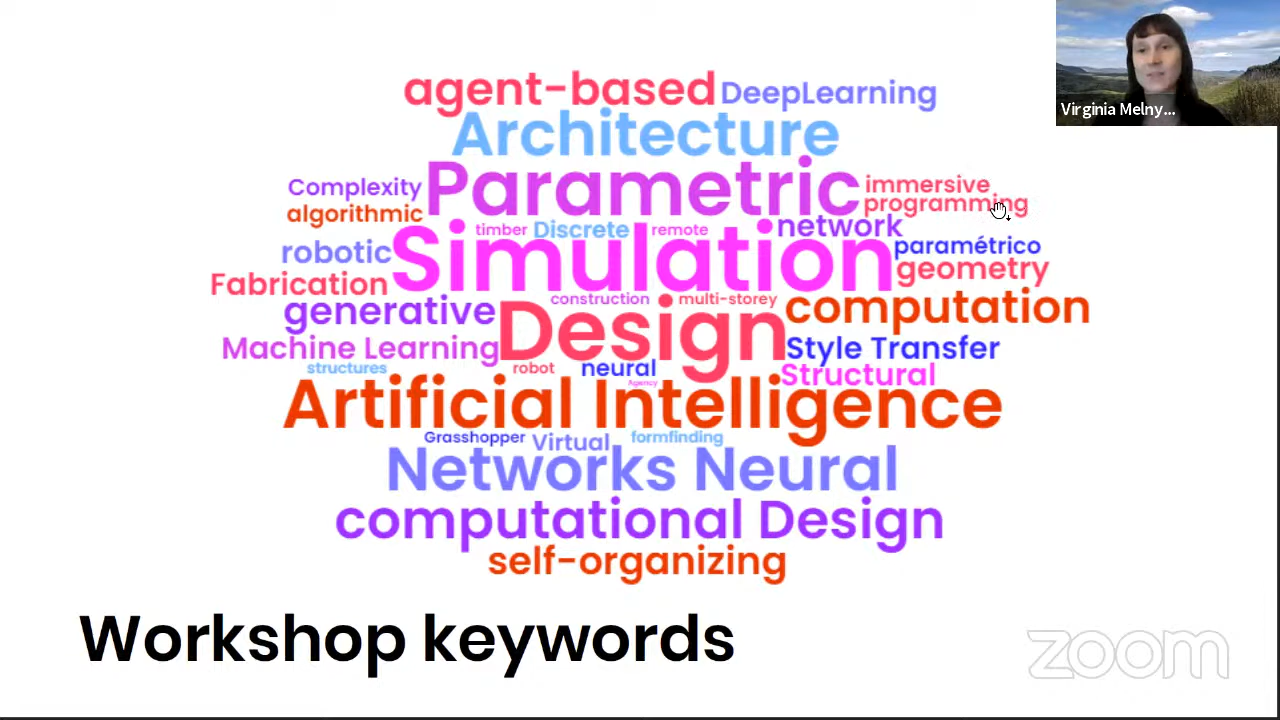 agent-based DeepLearning
Virginia Melny...
Architecture
Complexity Parametric immersive
algorithmic programming
timber Discrete remote network
robotic Simulation paramétrico
Fabrication geometry
generative construction multi-storey computation
Machine Learning Design Style Transfer
structures robot neural Structural
Agency
Artificial Intelligence
Grasshopper Virtual formfinding
Networks Neural
computational Design
self-organizing
Workshop keywords
zoom